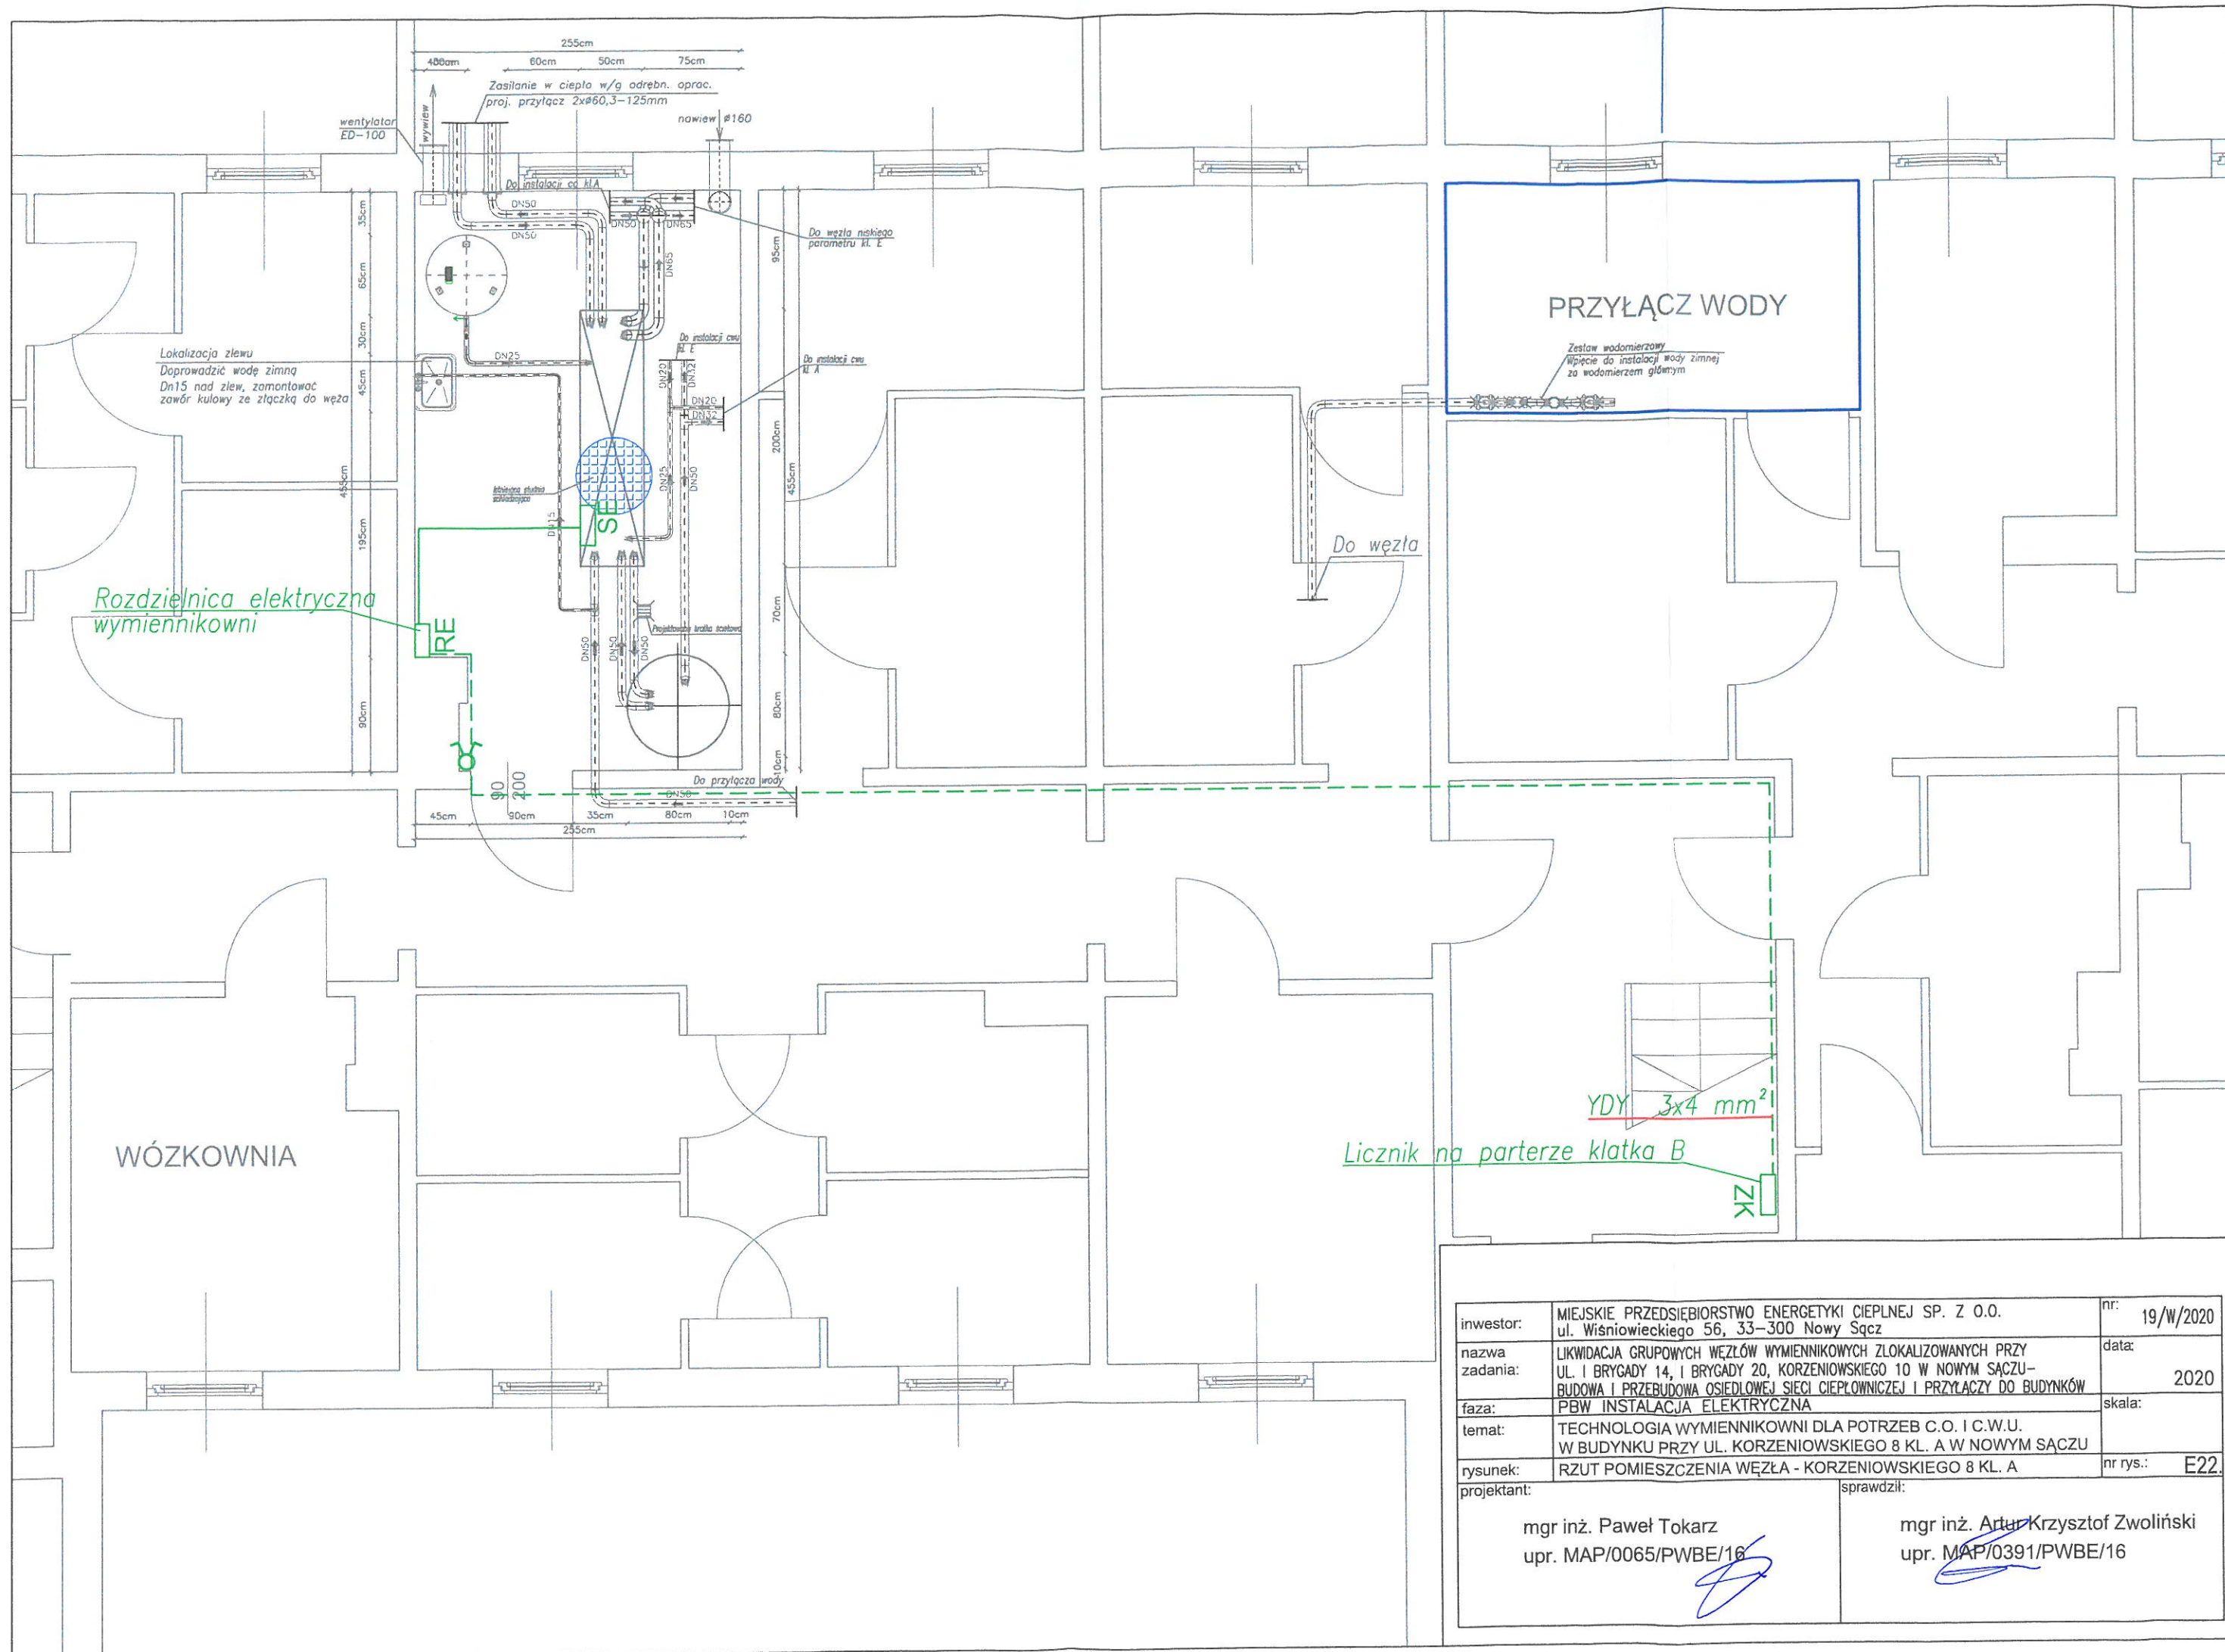 255cm
60cm
50cm
75cm
Zasilanie w ciepło w/g odrębn. oprac.
proj. przyłącz 2xø60,3-125mm
wentylator
ED-100
wywiew
nawiew ø160
Do instalacji co kl.A
DN50
DN50
DN50
DN65
DN65
Do węzła niskiego
parametru kl. E
35cm
65cm
30cm
45cm
195cm
90cm
455cm
95cm
200cm
70cm
80cm
10cm
455cm
Lokalizacja zlewu
Doprowadzić wodę zimną
Dn15 nad zlew, zamontować
zawór kulowy ze złączką do węża
DN25
Do instalacji cwu
kl. E
Do instalacji cwu
kl. A
DN20
DN32
DN20
DN32
DN25
DN50
Istniejąca studnia
schładzająca
DN15
SE
Rozdzielnica elektryczna
wymiennikowni
RE
Projektowana kratka ściekowa
DN50
DN50
DN50
Do przyłącza wody
DN50
90
200
45cm
90cm
35cm
80cm
10cm
255cm
PRZYŁĄCZ WODY
Zestaw wodomierzowy
Wpięcie do instalacji wody zimnej
za wodomierzem głównym
Do węzła
WÓZKOWNIA
YDY 3x4 mm²
Licznik na parterze klatka B
ZK
inwestor:
MIEJSKIE PRZEDSIĘBIORSTWO ENERGETYKI CIEPLNEJ SP. Z O.O.
ul. Wiśniowieckiego 56, 33-300 Nowy Sącz
nr:
19/W/2020
nazwa
zadania:
LIKWIDACJA GRUPOWYCH WĘZŁÓW WYMIENNIKOWYCH ZLOKALIZOWANYCH PRZY
UL. I BRYGADY 14, I BRYGADY 20, KORZENIOWSKIEGO 10 W NOWYM SĄCZU-
BUDOWA I PRZEBUDOWA OSIEDLOWEJ SIECI CIEPŁOWNICZEJ I PRZYŁĄCZY DO BUDYNKÓW
data:
2020
faza:
PBW INSTALACJA ELEKTRYCZNA
skala:
temat:
TECHNOLOGIA WYMIENNIKOWNI DLA POTRZEB C.O. I C.W.U.
W BUDYNKU PRZY UL. KORZENIOWSKIEGO 8 KL. A W NOWYM SĄCZU
rysunek:
RZUT POMIESZCZENIA WĘZŁA - KORZENIOWSKIEGO 8 KL. A
nr rys.:
E22.
projektant:
mgr inż. Paweł Tokarz
upr. MAP/0065/PWBE/16
sprawdził:
mgr inż. Artur Krzysztof Zwoliński
upr. MAP/0391/PWBE/16